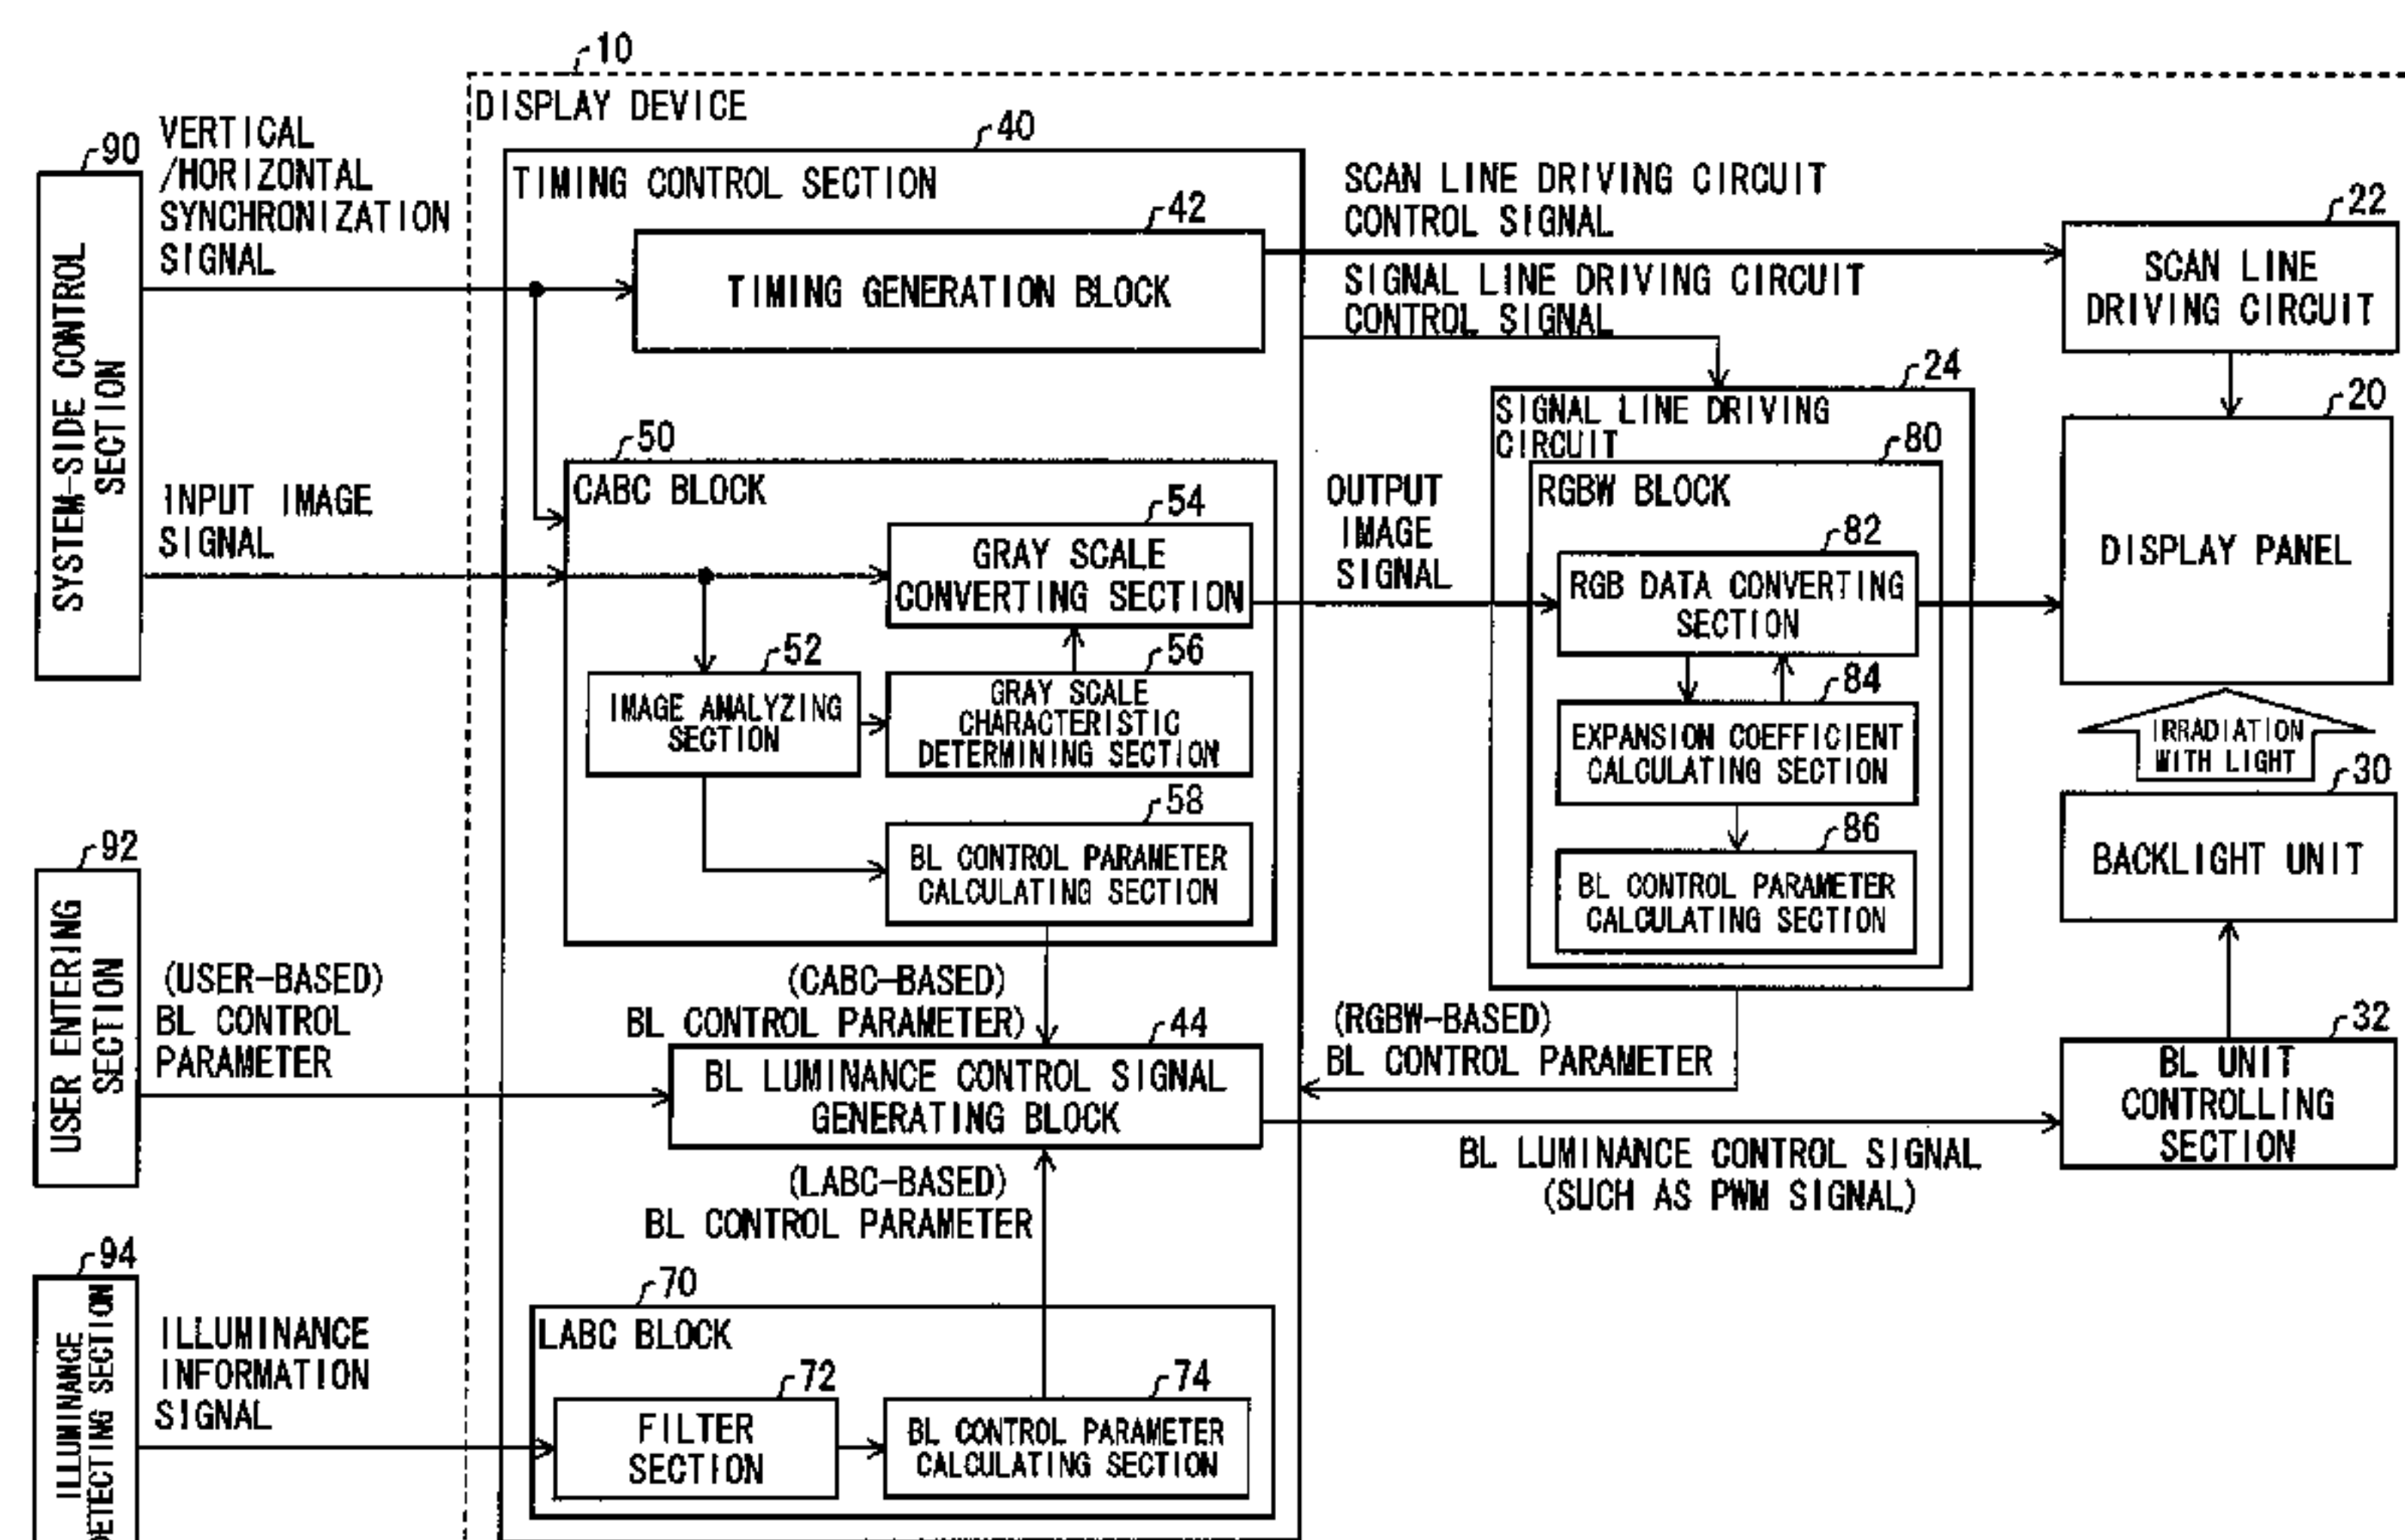 10
DISPLAY DEVICE
90
VERTICAL
/HORIZONTAL
SYNCHRONIZATION
SIGNAL
SYSTEM-SIDE CONTROL
SECTION
INPUT IMAGE
SIGNAL
40
TIMING CONTROL SECTION
42
TIMING GENERATION BLOCK
SCAN LINE DRIVING CIRCUIT
CONTROL SIGNAL
SIGNAL LINE DRIVING CIRCUIT
CONTROL SIGNAL
22
SCAN LINE
DRIVING CIRCUIT
50
CABC BLOCK
54
GRAY SCALE
CONVERTING SECTION
52
IMAGE ANALYZING
SECTION
56
GRAY SCALE
CHARACTERISTIC
DETERMINING SECTION
58
BL CONTROL PARAMETER
CALCULATING SECTION
OUTPUT
IMAGE
SIGNAL
24
SIGNAL LINE DRIVING
CIRCUIT
80
RGBW BLOCK
82
RGB DATA CONVERTING
SECTION
84
EXPANSION COEFFICIENT
CALCULATING SECTION
86
BL CONTROL PARAMETER
CALCULATING SECTION
20
DISPLAY PANEL
IRRADIATION
WITH LIGHT
30
BACKLIGHT UNIT
92
USER ENTERING
SECTION
(USER-BASED)
BL CONTROL
PARAMETER
(CABC-BASED)
BL CONTROL PARAMETER)
44
BL LUMINANCE CONTROL SIGNAL
GENERATING BLOCK
(RGBW-BASED)
BL CONTROL PARAMETER
32
BL UNIT
CONTROLLING
SECTION
BL LUMINANCE CONTROL SIGNAL
(SUCH AS PWM SIGNAL)
(LABC-BASED)
BL CONTROL PARAMETER
94
ILLUMINANCE
DETECTING SECTION
ILLUMINANCE
INFORMATION
SIGNAL
70
LABC BLOCK
72
FILTER
SECTION
74
BL CONTROL PARAMETER
CALCULATING SECTION